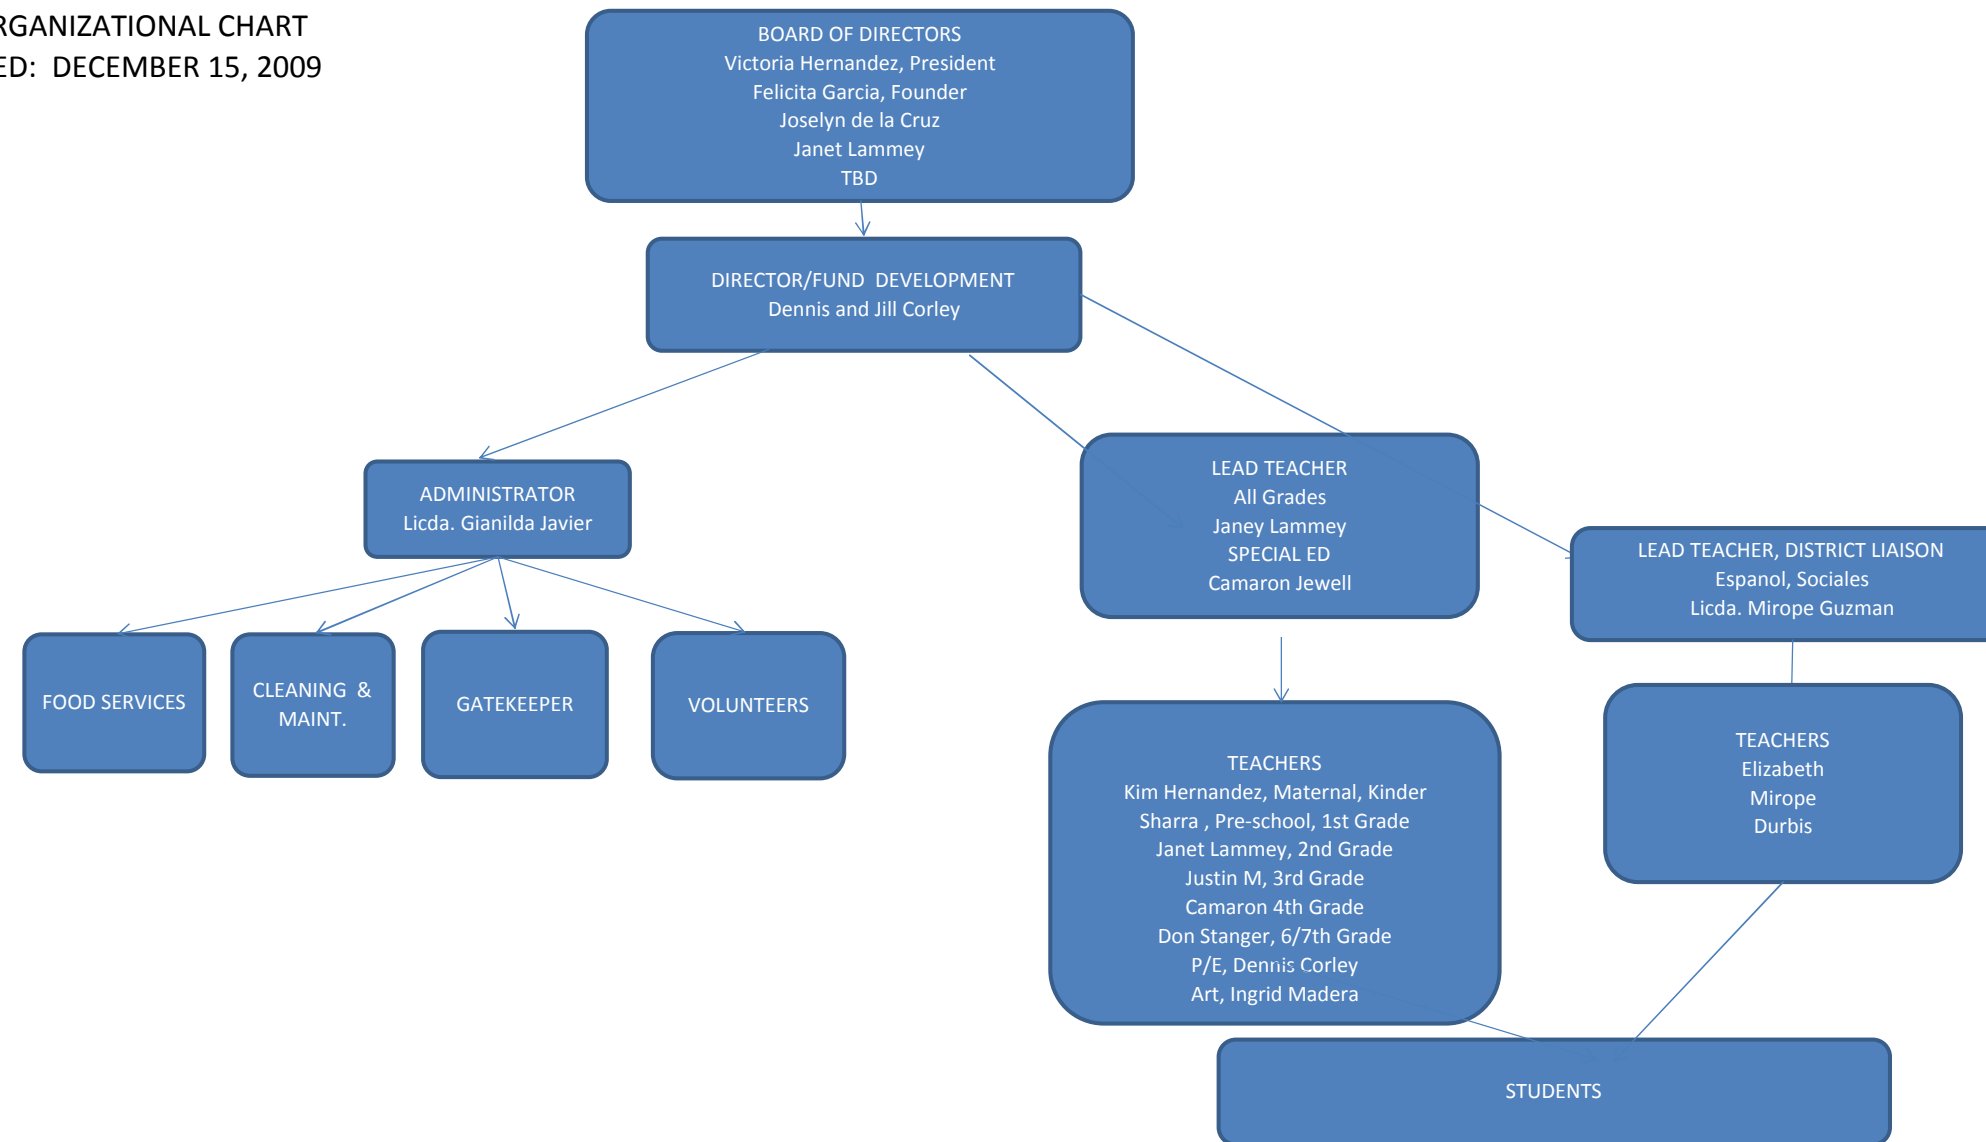 RGANIZATIONAL CHART
ED: DECEMBER 15, 2009
BOARD OF DIRECTORS
Victoria Hernandez, President
Felicita Garcia, Founder
Joselyn de la Cruz
Janet Lammey
TBD
DIRECTOR/FUND DEVELOPMENT
Dennis and Jill Corley
ADMINISTRATOR
Licda. Gianilda Javier
LEAD TEACHER
All Grades
Janey Lammey
SPECIAL ED
Camaron Jewell
LEAD TEACHER, DISTRICT LIAISON
Espanol, Sociales
Licda. Mirope Guzman
FOOD SERVICES
CLEANING &
MAINT.
GATEKEEPER
VOLUNTEERS
TEACHERS
Kim Hernandez, Maternal, Kinder
Sharra , Pre-school, 1st Grade
Janet Lammey, 2nd Grade
Justin M, 3rd Grade
Camaron 4th Grade
Don Stanger, 6/7th Grade
P/E, Dennis Corley
Art, Ingrid Madera
TEACHERS
Elizabeth
Mirope
Durbis
STUDENTS